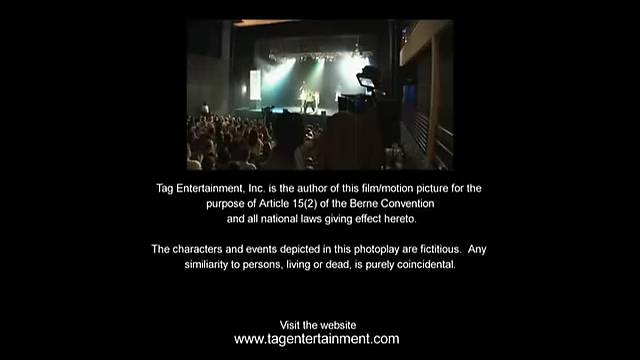 Tag Entertainment, Inc. is the author of this film/motion picture for the
purpose of Article 15(2) of the Berne Convention
and all national laws giving effect hereto.
The characters and events depicted in this photoplay are fictitious.  Any
similiarity to persons, living or dead, is purely coincidental.
Visit the website
www.tagentertainment.com